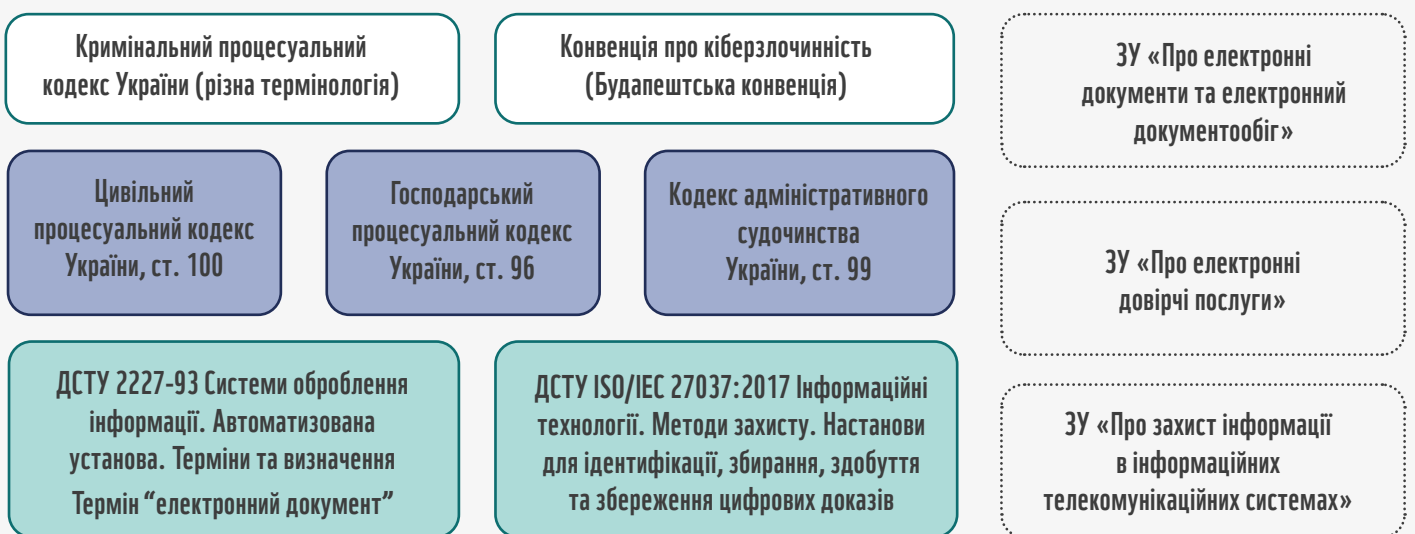 Кримінальний процесуальний
кодекс України (різна термінологія)
Конвенція про кіберзлочинність
(Будапештська конвенція)
ЗУ «Про електронні
документи та електронний
документообіг»
Цивільний
процесуальний кодекс
України, ст. 100
Господарський
процесуальний кодекс
України, ст. 96
Кодекс адміністративного
судочинства
України, ст. 99
ЗУ «Про електронні
довірчі послуги»
ДСТУ 2227-93 Системи оброблення
інформації. Автоматизована
установа. Терміни та визначення
Термін “електронний документ”
ДСТУ ISO/IEC 27037:2017 Інформаційні
технології. Методи захисту. Настанови
для ідентифікації, збирання, здобуття
та збереження цифрових доказів
ЗУ «Про захист інформації
в інформаційних
телекомунікаційних системах»